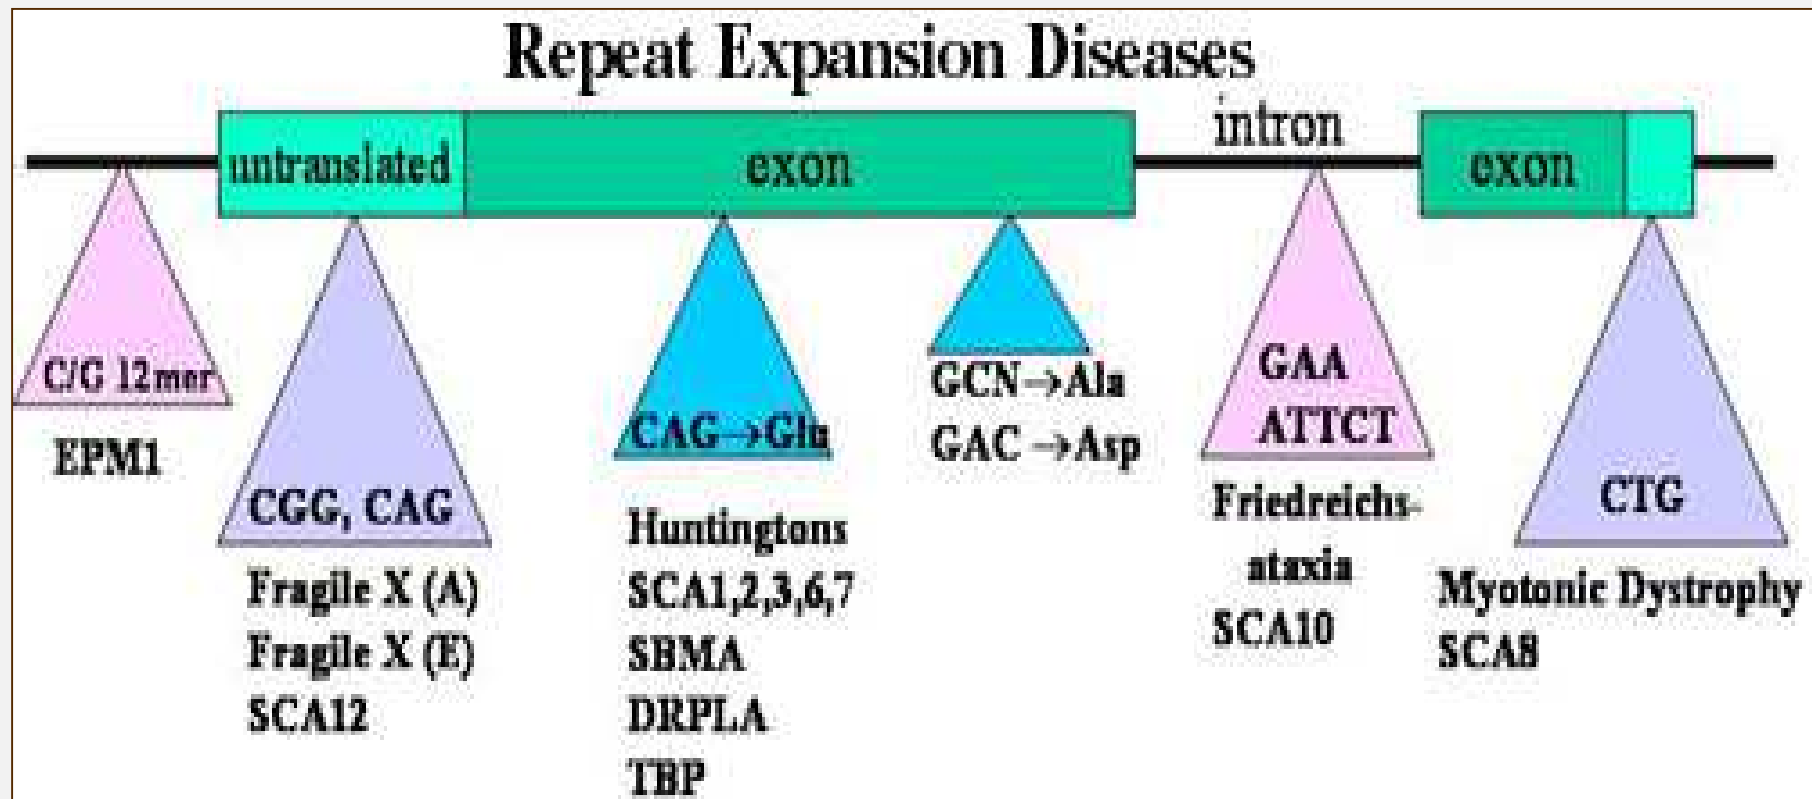 Repeat Expansion Diseases
untranslated
exon
intron
exon
C/G 12mer
EPM1
CGG, CAG
Fragile X (A)
Fragile X (E)
SCA12
CAG→Gln
Huntingtons
SCA1,2,3,6,7
SBMA
DRPLA
TBP
GCN→Ala
GAC →Asp
GAA
ATTCT
Friedreichs-
ataxia
SCA10
CTG
Myotonic Dystrophy
SCA8